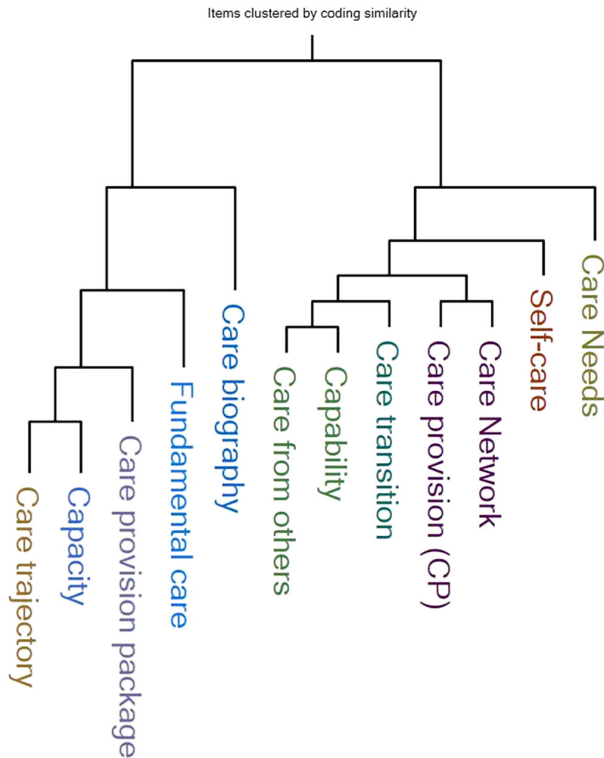 Items clustered by coding similarity
Care Needs
Self-care
Care Network
Care provision (CP)
Care transition
Capability
Care from others
Care biography
Fundamental care
Care provision package
Capacity
Care trajectory